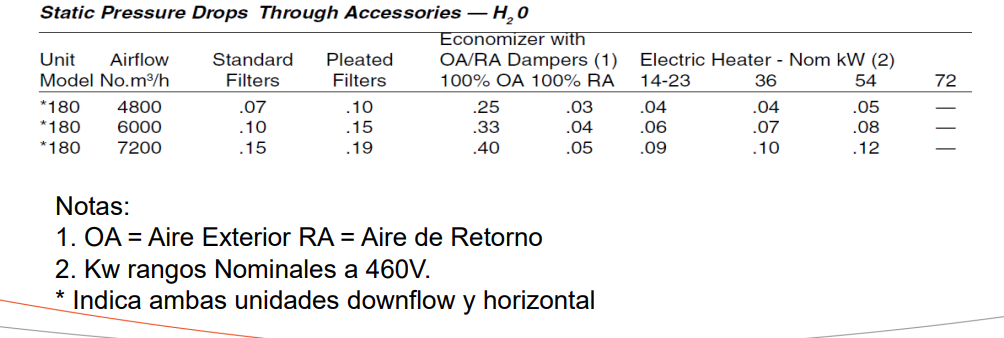 Static Pressure Drops Through Accessories — H₂0
Economizer with
Unit Airflow Standard Pleated OA/RA Dampers (1) Electric Heater - Nom kW (2)
Model No.m³/h Filters Filters 100% OA 100% RA 14-23 36 54 72
*180 4800 .07 .10 .25 .03 .04 .04 .05 —
*180 6000 .10 .15 .33 .04 .06 .07 .08 —
*180 7200 .15 .19 .40 .05 .09 .10 .12 —
Notas:
1. OA = Aire Exterior RA = Aire de Retorno
2. Kw rangos Nominales a 460V.
* Indica ambas unidades downflow y horizontal